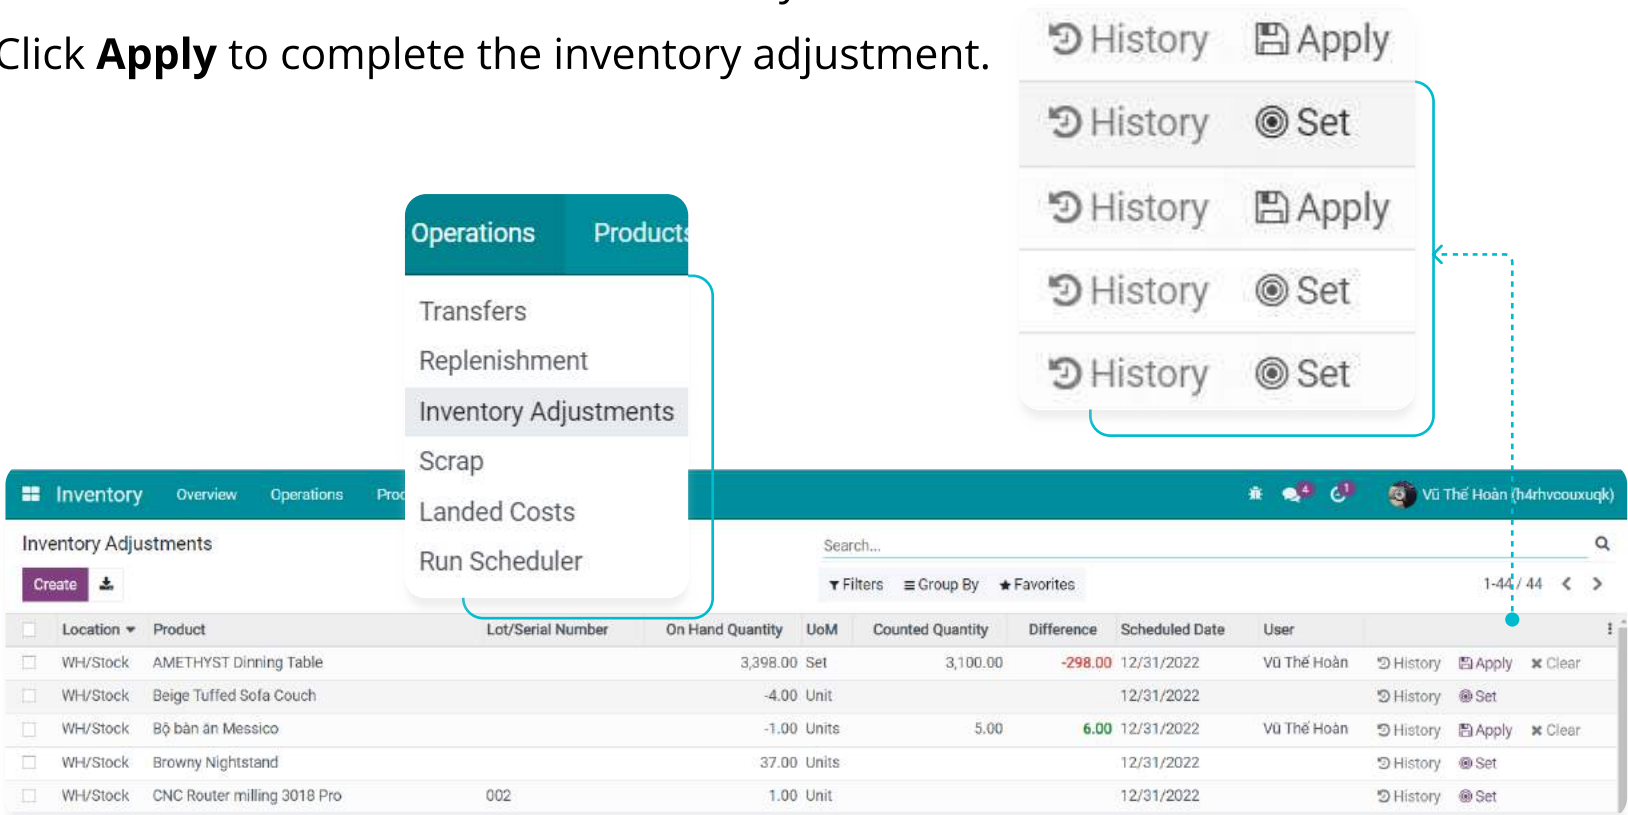 Click Apply to complete the inventory adjustment.
History Apply
History Set
History Apply
History Set
History Set
Operations Products
Transfers
Replenishment
Inventory Adjustments
Scrap
Landed Costs
Run Scheduler
Inventory Overview Operations 4 1 Vũ Thế Hoàn (h4rhvcouxuqk)
Inventory Adjustments Search...
Create Filters Group By Favorites 1-44 / 44
Location Product Lot/Serial Number On Hand Quantity UoM Counted Quantity Difference Scheduled Date User
WH/Stock AMETHYST Dinning Table 3,398.00 Set 3,100.00 -298.00 12/31/2022 Vũ Thế Hoàn History Apply Clear
WH/Stock Beige Tuffed Sofa Couch -4.00 Unit 12/31/2022 History Set
WH/Stock Bộ bàn ăn Messico -1.00 Units 5.00 6.00 12/31/2022 Vũ Thế Hoàn History Apply Clear
WH/Stock Browny Nightstand 37.00 Units 12/31/2022 History Set
WH/Stock CNC Router milling 3018 Pro 002 1.00 Unit 12/31/2022 History Set